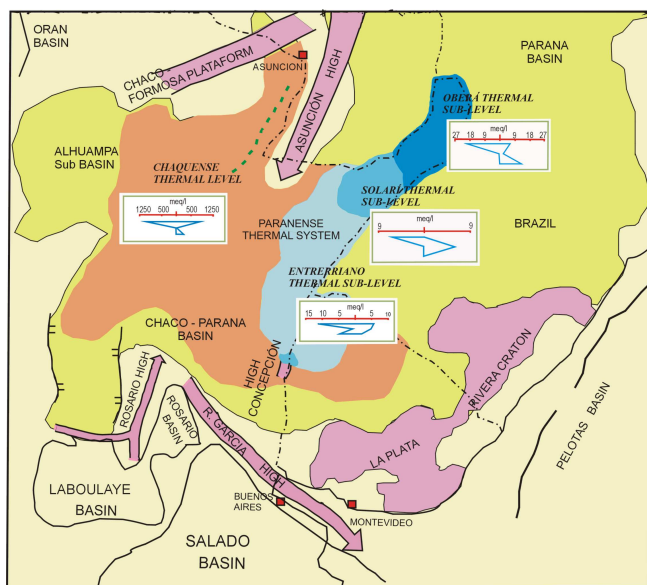 ORAN
BASIN
PARANA
BASIN
ASUNCION
CHACO-
FORMOSA PLATAFORM
ASUNCIÓN HIGH
OBERÁ THERMAL
SUB-LEVEL
meq/l
27 18 9 9 18 27
ALHUAMPA
Sub BASIN
CHAQUENSE
THERMAL LEVEL
meq/l
1250 500 500 1250
SOLARÍ THERMAL
SUB-LEVEL
meq/l
9 9
PARANENSE
THERMAL SYSTEM
BRAZIL
ENTRERRIANO
THERMAL SUB-LEVEL
meq/l
15 10 5 5 10
CHACO - PARANA
BASIN
HIGH
CONCEPCIÓN
ROSARIO HIGH
ROSARIO
BASIN
R. GARCIA HIGH
RIVERA CRATON
LA PLATA
PELOTAS BASIN
LABOULAYE
BASIN
BUENOS
AIRES
MONTEVIDEO
SALADO
BASIN